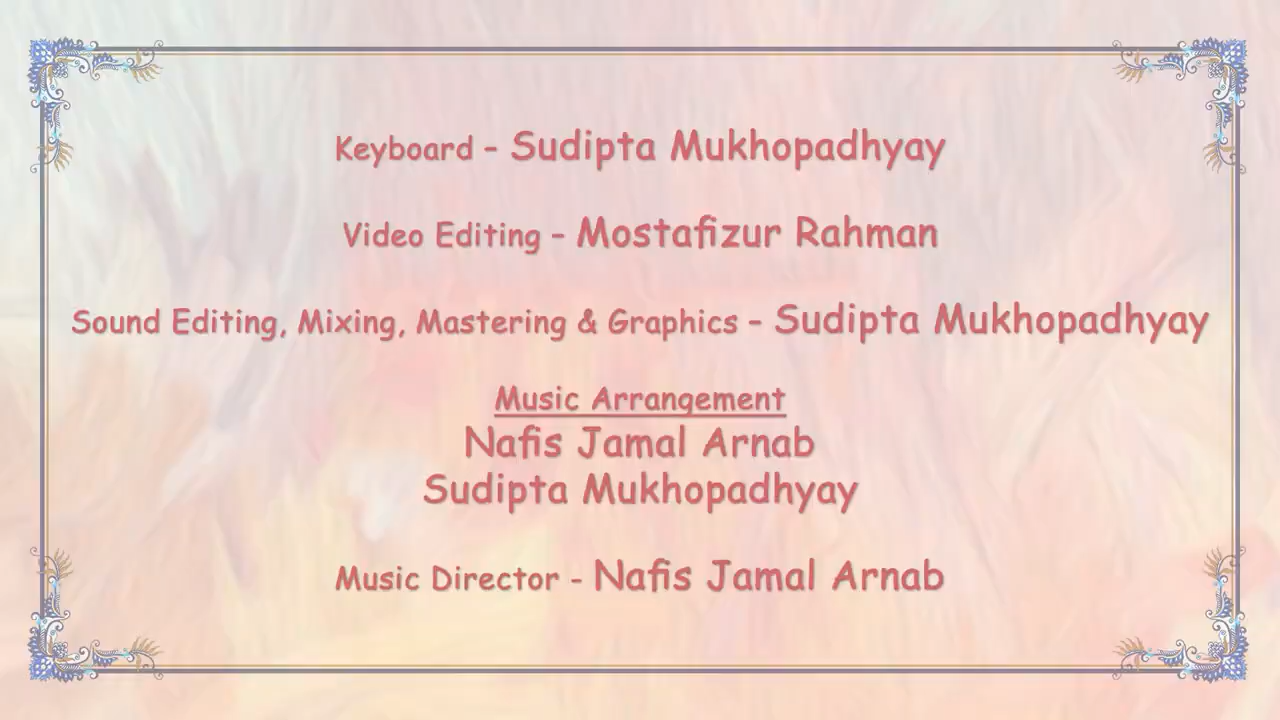 Keyboard - Sudipta Mukhopadhyay
Video Editing - Mostafizur Rahman
Sound Editing, Mixing, Mastering & Graphics - Sudipta Mukhopadhyay
Music Arrangement
Nafis Jamal Arnab
Sudipta Mukhopadhyay
Music Director - Nafis Jamal Arnab